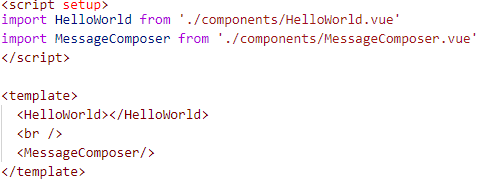 <script setup>
import HelloWorld from './components/HelloWorld.vue'
import MessageComposer from './components/MessageComposer.vue'
</script>

<template>
  <HelloWorld></HelloWorld>
  <br />
  <MessageComposer/>
</template>